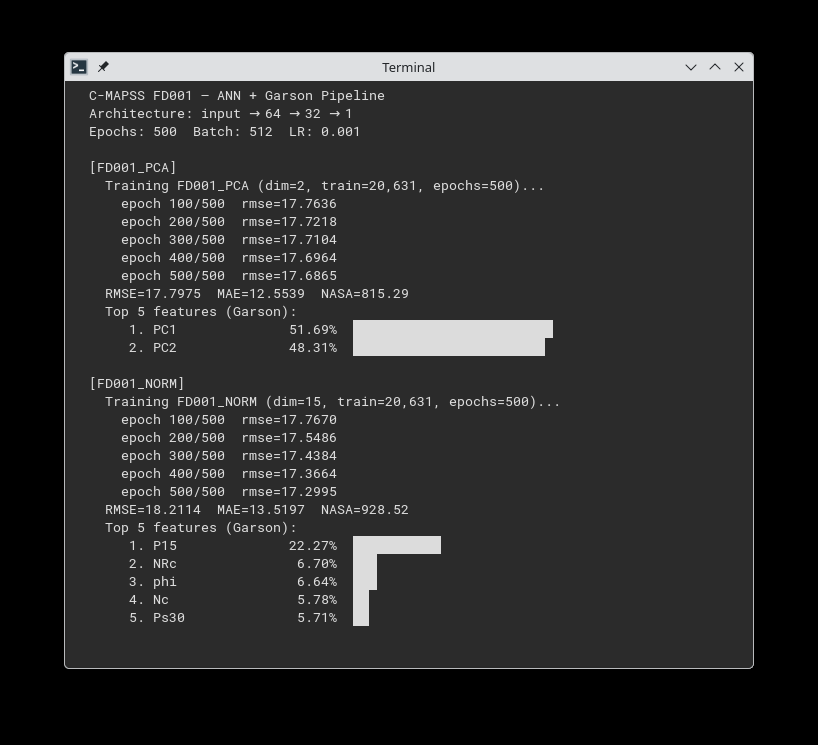 Terminal
C-MAPSS FD001 — ANN + Garson Pipeline
Architecture: input → 64 → 32 → 1
Epochs: 500  Batch: 512  LR: 0.001
[FD001_PCA]
Training FD001_PCA (dim=2, train=20,631, epochs=500)...
epoch 100/500  rmse=17.7636
epoch 200/500  rmse=17.7218
epoch 300/500  rmse=17.7104
epoch 400/500  rmse=17.6964
epoch 500/500  rmse=17.6865
RMSE=17.7975  MAE=12.5539  NASA=815.29
Top 5 features (Garson):
1. PC1  51.69%
2. PC2  48.31%
[FD001_NORM]
Training FD001_NORM (dim=15, train=20,631, epochs=500)...
epoch 100/500  rmse=17.7670
epoch 200/500  rmse=17.5486
epoch 300/500  rmse=17.4384
epoch 400/500  rmse=17.3664
epoch 500/500  rmse=17.2995
RMSE=18.2114  MAE=13.5197  NASA=928.52
Top 5 features (Garson):
1. P15  22.27%
2. NRc  6.70%
3. phi  6.64%
4. Nc  5.78%
5. Ps30  5.71%